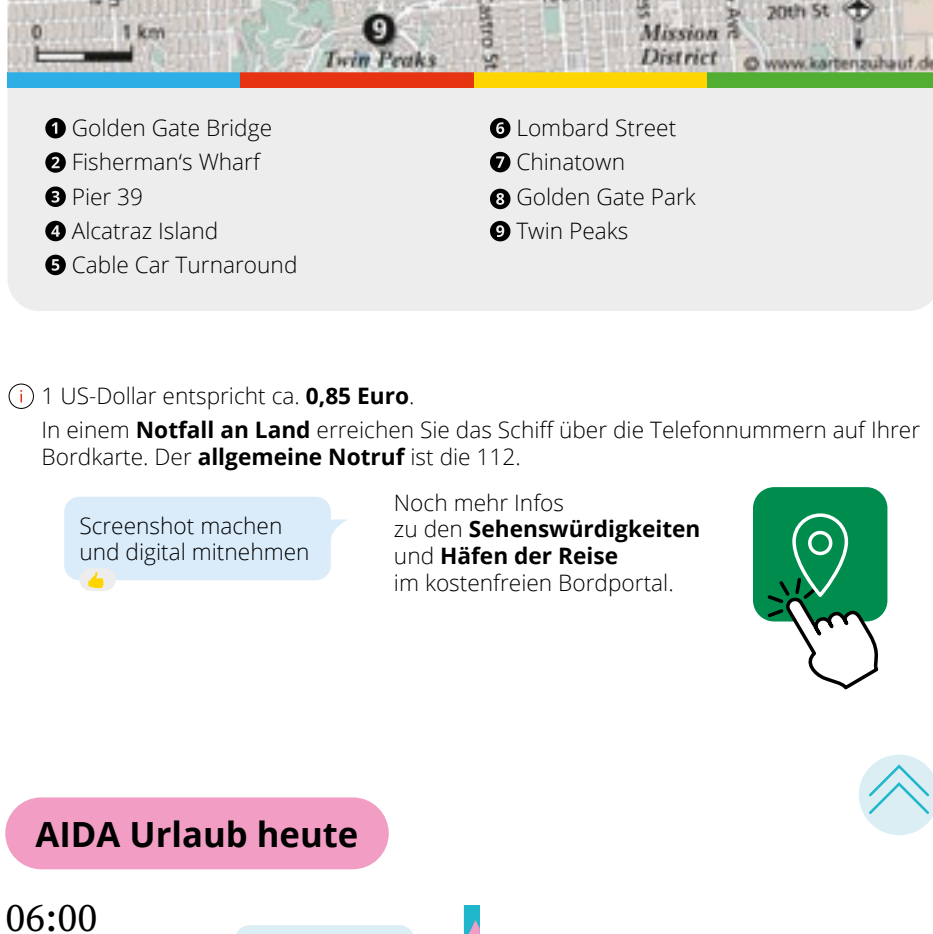 0 1 km
9
Twin Peaks
Castro St
Mission
District
Ave
20th St
© www.kartenzuhauf.de
1 Golden Gate Bridge
2 Fisherman‘s Wharf
3 Pier 39
4 Alcatraz Island
5 Cable Car Turnaround
6 Lombard Street
7 Chinatown
8 Golden Gate Park
9 Twin Peaks
i 1 US-Dollar entspricht ca. 0,85 Euro.
In einem Notfall an Land erreichen Sie das Schiff über die Telefonnummern auf Ihrer
Bordkarte. Der allgemeine Notruf ist die 112.
Screenshot machen
und digital mitnehmen
Noch mehr Infos
zu den Sehenswürdigkeiten
und Häfen der Reise
im kostenfreien Bordportal.
AIDA Urlaub heute
06:00